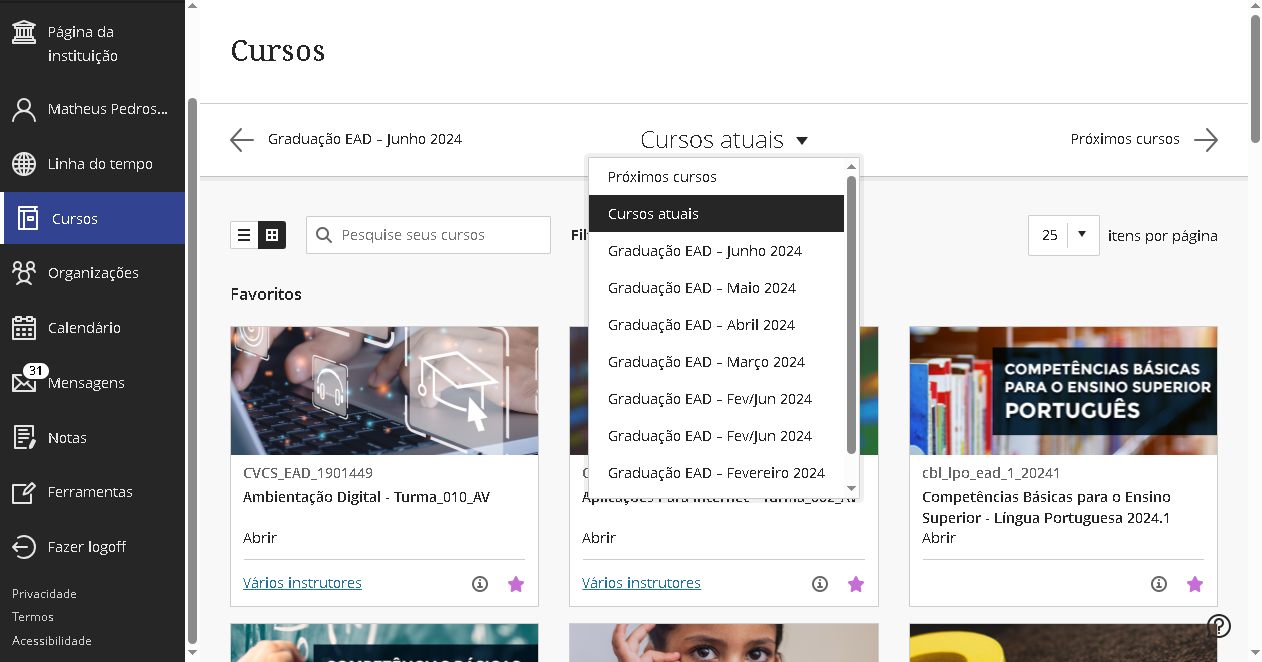 Página da
instituição
Matheus Pedros...
Linha do tempo
Cursos
Organizações
Calendário
31
Mensagens
Notas
Ferramentas
Fazer logoff
Privacidade
Termos
Acessibilidade
Cursos
Graduação EAD – Junho 2024
Cursos atuais
Próximos cursos
Próximos cursos
Cursos atuais
Graduação EAD – Junho 2024
Graduação EAD – Maio 2024
Graduação EAD – Abril 2024
Graduação EAD – Março 2024
Graduação EAD – Fev/Jun 2024
Graduação EAD – Fev/Jun 2024
Graduação EAD – Fevereiro 2024
Pesquise seus cursos
25
itens por página
Favoritos
CVCS_EAD_1901449
Ambientação Digital - Turma_010_AV
Abrir
Vários instrutores
Aplicações Para Internet - Turma_002_AV
Abrir
Vários instrutores
COMPETÊNCIAS BÁSICAS
PARA O ENSINO SUPERIOR
PORTUGUÊS
cbl_lpo_ead_1_20241
Competências Básicas para o Ensino
Superior - Língua Portuguesa 2024.1
Abrir
?